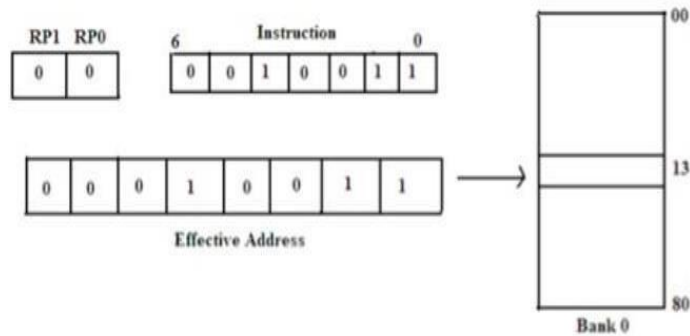 RP1 RP0
0 0
6 Instruction 0
0 0 1 0 0 1 1
0 0 0 1 0 0 1 1
Effective Address
00
13
80
Bank 0